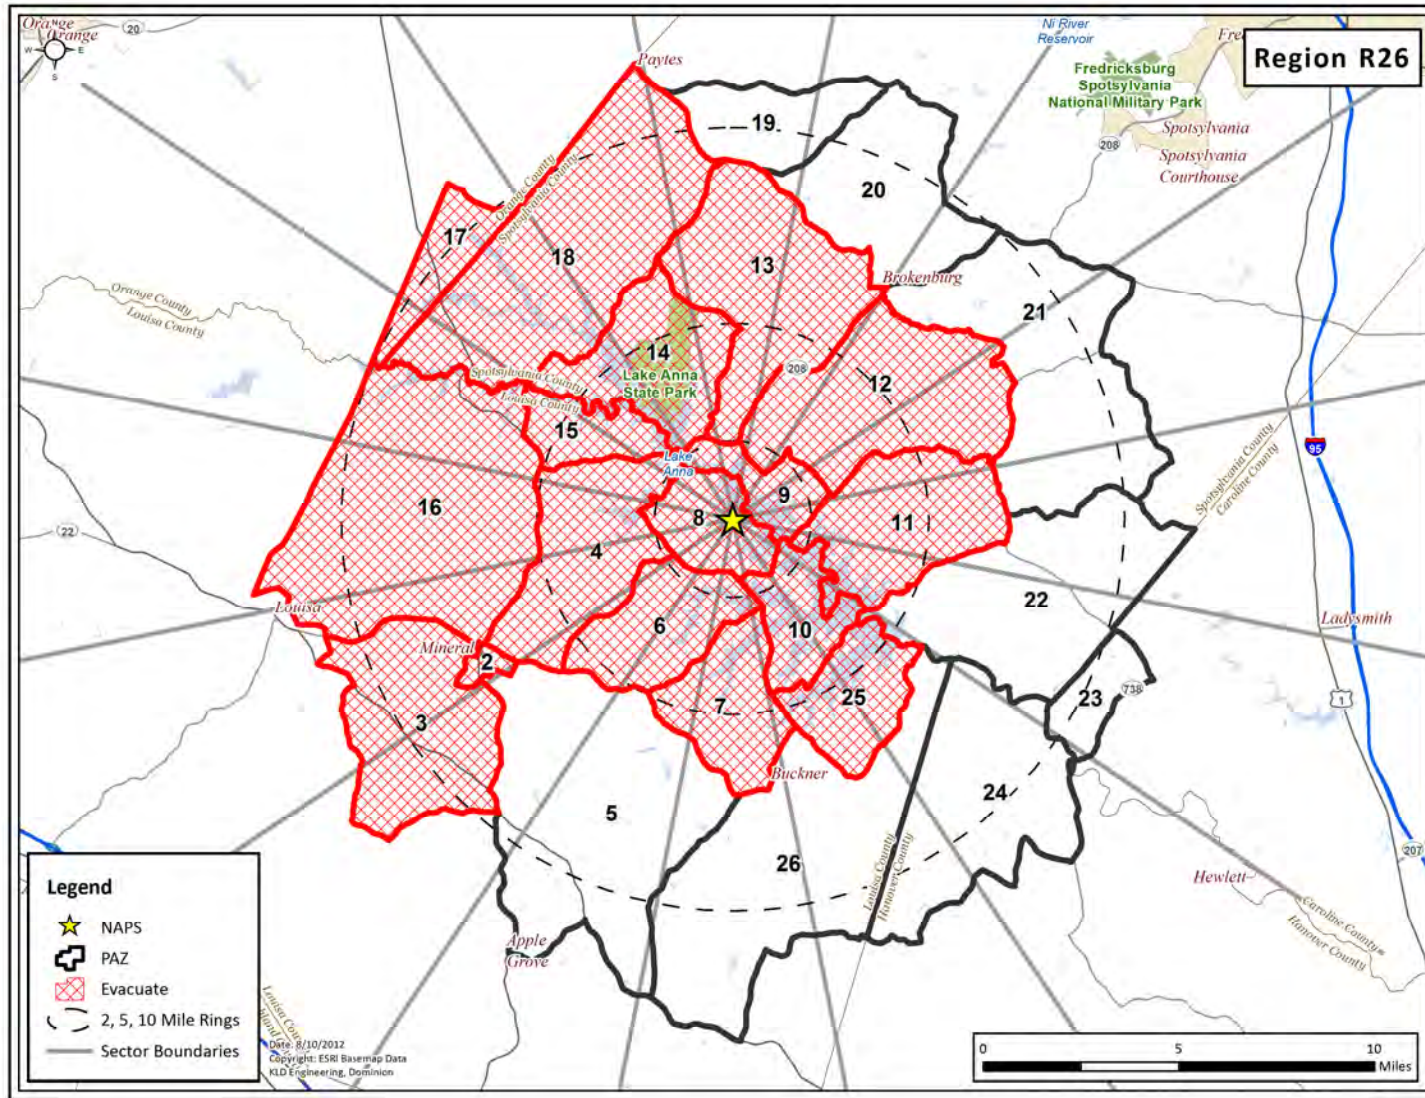 Orange
Orange
N
W
E
S
20
Paytes
Ni River
Reservoir
Fredricksburg
Spotsylvania
National Military Park
Fre
Region R26
Spotsylvania
208
Spotsylvania
Courthouse
19
20
Orange County
Spotsylvania County
17
18
13
Brokenburg
21
Orange County
Louisa County
14
Lake Anna
State Park
208
12
Spotsylvania County
Louisa County
15
Lake
Anna
95
Spotsylvania County
Caroline County
9
8
11
16
22
4
Louisa
6
10
22
Ladysmith
Mineral
2
3
7
25
23
738
1
Buckner
5
24
26
207
Louisa County
Hanover County
Hewlett
Caroline County
Hanover County
Apple
Grove
Legend
NAPS
PAZ
Evacuate
2, 5, 10 Mile Rings
Sector Boundaries
Louisa Cou
Date: 8/10/2012
Copyright: ESRI Basemap Data
KLD Engineering, Dominion
0 5 10
Miles